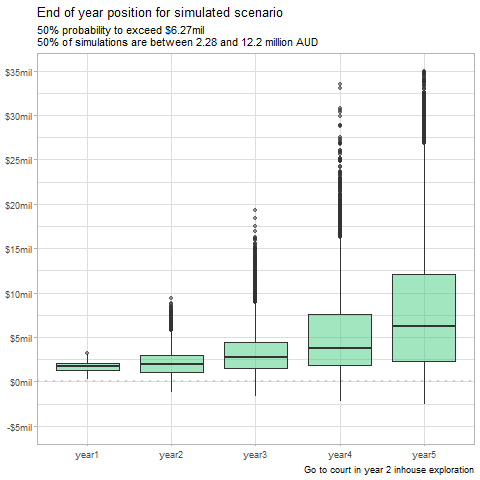 End of year position for simulated scenario
50% probability to exceed $6.27mil
50% of simulations are between 2.28 and 12.2 million AUD
$35mil
$30mil
$25mil
$20mil
$15mil
$10mil
$5mil
$0mil
-$5mil
year1 year2 year3 year4 year5
Go to court in year 2 inhouse exploration